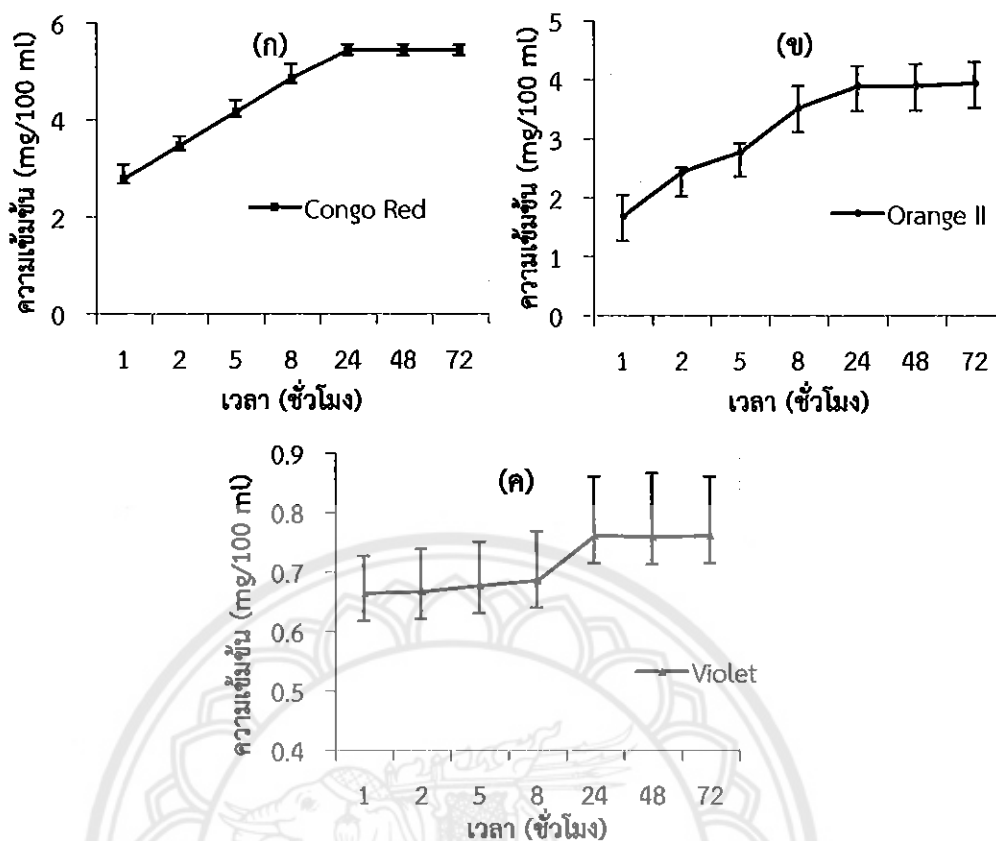 (ก)
ความเข้มข้น (mg/100 ml)
6
4
2
0
Congo Red
1 2 5 8 24 48 72
เวลา (ชั่วโมง)
(ข)
ความเข้มข้น (mg/100 ml)
5
4
3
2
1
0
Orange II
1 2 5 8 24 48 72
เวลา (ชั่วโมง)
(ค)
ความเข้มข้น (mg/100 ml)
0.9
0.8
0.7
0.6
0.5
0.4
Violet
1 2 5 8 24 48 72
เวลา (ชั่วโมง)